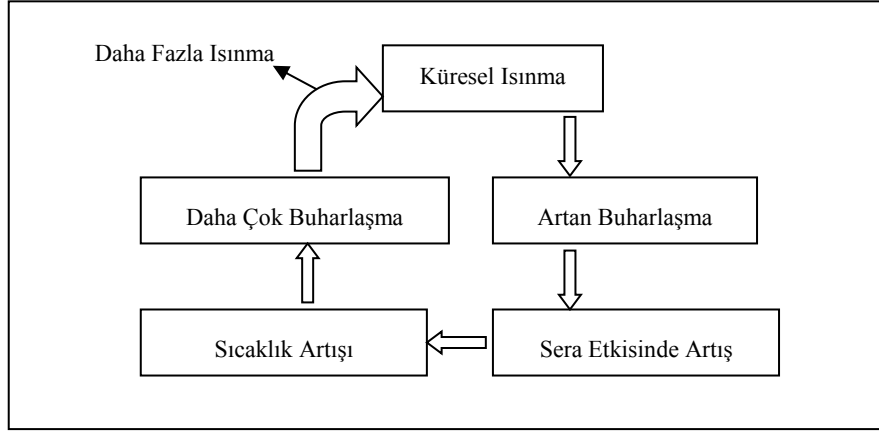 Daha Fazla Isınma
Küresel Isınma
Daha Çok Buharlaşma
Artan Buharlaşma
Sıcaklık Artışı
Sera Etkisinde Artış